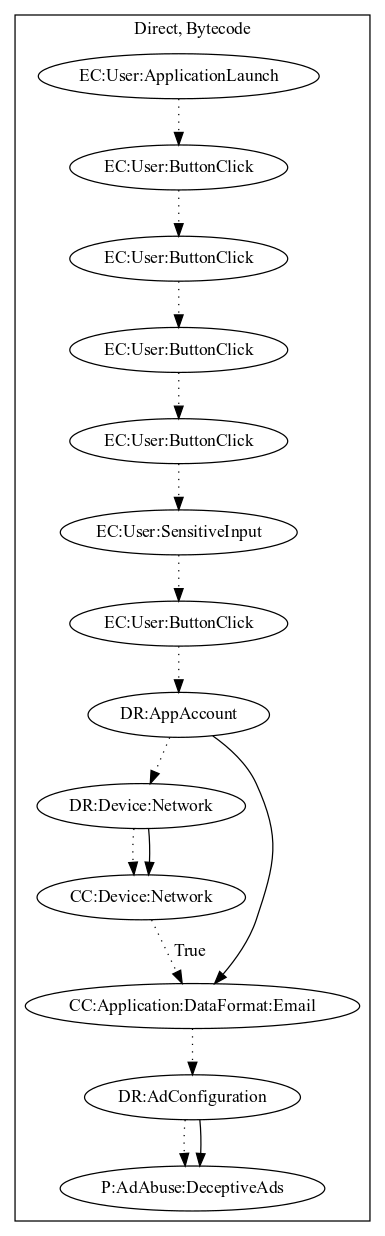 Direct, Bytecode
EC:User:ApplicationLaunch
EC:User:ButtonClick
EC:User:ButtonClick
EC:User:ButtonClick
EC:User:ButtonClick
EC:User:SensitiveInput
EC:User:ButtonClick
DR:AppAccount
DR:Device:Network
CC:Device:Network
True
CC:Application:DataFormat:Email
DR:AdConfiguration
P:AdAbuse:DeceptiveAds